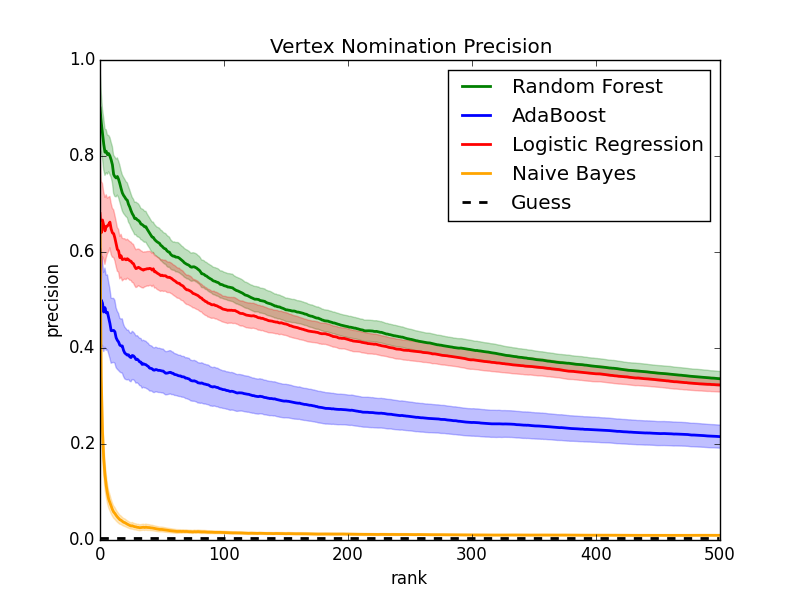 Vertex Nomination Precision
1.0
0.8
0.6
0.4
0.2
0.0
precision
Random Forest
AdaBoost
Logistic Regression
Naive Bayes
Guess
0
100
200
300
400
500
rank